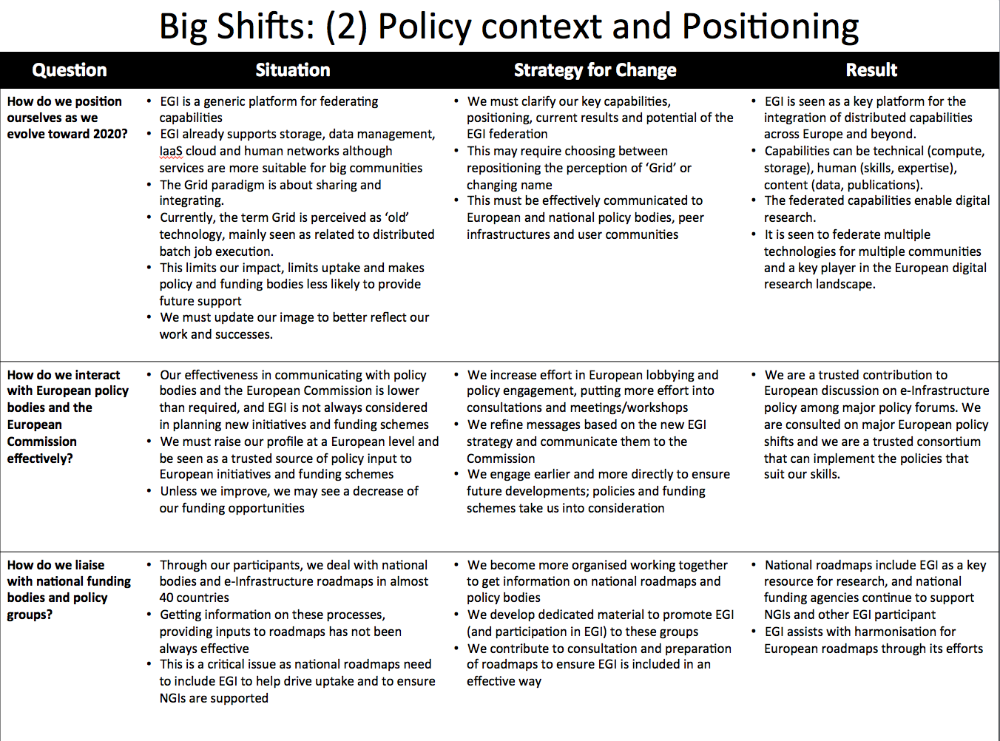 Big Shifts: (2) Policy context and Positioning
Question
Situation
Strategy for Change
Result
How do we position
ourselves as we
evolve toward 2020?
• EGI is a generic platform for federating
capabilities
• EGI already supports storage, data management,
IaaS cloud and human networks although
services are more suitable for big communities
• The Grid paradigm is about sharing and
integrating.
• Currently, the term Grid is perceived as ‘old’
technology, mainly seen as related to distributed
batch job execution.
• This limits our impact, limits uptake and makes
policy and funding bodies less likely to provide
future support
• We must update our image to better reflect our
work and successes.
• We must clarify our key capabilities,
positioning, current results and potential of the
EGI federation
• This may require choosing between
repositioning the perception of ‘Grid’ or
changing name
• This must be effectively communicated to
European and national policy bodies, peer
infrastructures and user communities
• EGI is seen as a key platform for the
integration of distributed capabilities
across Europe and beyond.
• Capabilities can be technical (compute,
storage), human (skills, expertise),
content (data, publications).
• The federated capabilities enable digital
research.
• It is seen to federate multiple
technologies for multiple communities
and a key player in the European digital
research landscape.
How do we interact
with European policy
bodies and the
European
Commission
effectively?
• Our effectiveness in communicating with policy
bodies and the European Commission is lower
than required, and EGI is not always considered
in planning new initiatives and funding schemes
• We must raise our profile at a European level and
be seen as a trusted source of policy input to
European initiatives and funding schemes
• Unless we improve, we may see a decrease of
our funding opportunities
• We increase effort in European lobbying and
policy engagement, putting more effort into
consultations and meetings/workshops
• We refine messages based on the new EGI
strategy and communicate them to the
Commission
• We engage earlier and more directly to ensure
future developments; policies and funding
schemes take us into consideration
• We are a trusted contribution to
European discussion on e-Infrastructure
policy among major policy forums. We
are consulted on major European policy
shifts and we are a trusted consortium
that can implement the policies that
suit our skills.
How do we liaise
with national funding
bodies and policy
groups?
• Through our participants, we deal with national
bodies and e-Infrastructure roadmaps in almost
40 countries
• Getting information on these processes,
providing inputs to roadmaps has not been
always effective
• This is a critical issue as national roadmaps need
to include EGI to help drive uptake and to ensure
NGIs are supported
• We become more organised working together
to get information on national roadmaps and
policy bodies
• We develop dedicated material to promote EGI
(and participation in EGI) to these groups
• We contribute to consultation and preparation
of roadmaps to ensure EGI is included in an
effective way
• National roadmaps include EGI as a key
resource for research, and national
funding agencies continue to support
NGIs and other EGI participant
• EGI assists with harmonisation for
European roadmaps through its efforts